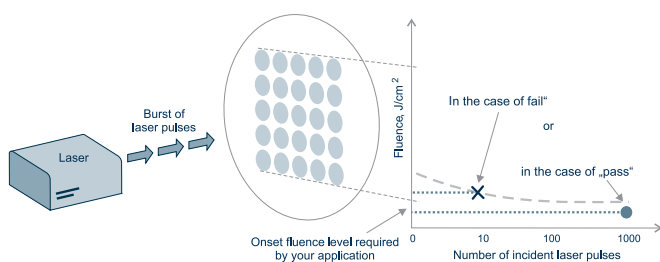 Laser
Burst of
laser pulses
Fluence, J/cm²
In the case of fail“
or
in the case of „pass“
Onset fluence level required
by your application
0 10 100 1000
Number of incident laser pulses